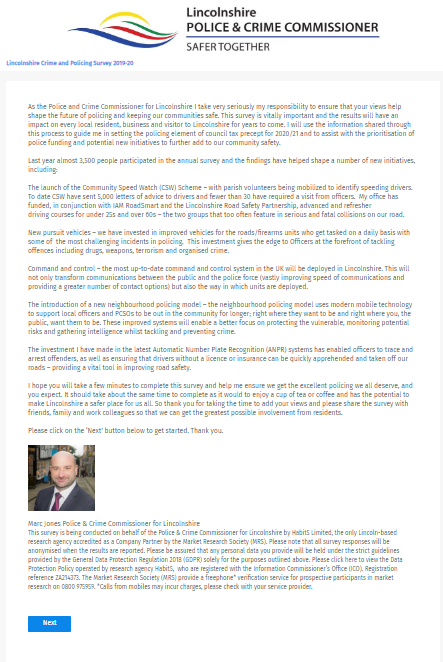 Lincolnshire
POLICE & CRIME COMMISSIONER
SAFER TOGETHER
Lincolnshire Crime and Policing Survey 2019-20
As the Police and Crime Commissioner for Lincolnshire I take very seriously my responsibility to ensure that your views help
shape the future of policing and keeping our communities safe. This survey is vitally important and the results will have an
impact on every local resident, business and visitor to Lincolnshire for years to come. I will use the information shared through
this process to guide me in setting the policing element of council tax precept for 2020/21 and to assist with the prioritisation of
police funding and potential new initiatives to further add to our community safety.
Last year almost 3,500 people participated in the annual survey and the findings have helped shape a number of new initiatives,
including:
The launch of the Community Speed Watch (CSW) Scheme – with parish volunteers being mobilized to identify speeding drivers.
To date CSW have sent 5,000 letters of advice to drivers and fewer than 30 have required a visit from officers. My office has
funded, in conjunction with IAM RoadSmart and the Lincolnshire Road Safety Partnership, advanced and refresher
driving courses for under 25s and over 60s – the two groups that too often feature in serious and fatal collisions on our road.
New pursuit vehicles – we have invested in improved vehicles for the roads/firearms units who get tasked on a daily basis with
some of the most challenging incidents in policing. This investment gives the edge to Officers at the forefront of tackling
offences including drugs, weapons, terrorism and organised crime.
Command and control – the most up-to-date command and control system in the UK will be deployed in Lincolnshire. This will
not only transform communications between the public and the police force (vastly improving speed of communications and
providing a greater number of contact options) but also the way in which units are deployed.
The introduction of a new neighbourhood policing model – the neighbourhood policing model uses modern mobile technology
to support local officers and PCSOs to be out in the community for longer; right where they want to be and right where you, the
public, want them to be. These improved systems will enable a better focus on protecting the vulnerable, monitoring potential
risks and gathering intelligence whilst tackling and preventing crime.
The investment I have made in the latest Automatic Number Plate Recognition (ANPR) systems has enabled officers to trace and
arrest offenders, as well as ensuring that drivers without a licence or insurance can be quickly apprehended and taken off our
roads – providing a vital tool in improving road safety.
I hope you will take a few minutes to complete this survey and help me ensure we get the excellent policing we all deserve, and
you expect. It should take about the same time to complete as it would to enjoy a cup of tea or coffee and has the potential to
make Lincolnshire a safer place for us all. So thank you for taking the time to add your views and please share the survey with
friends, family and work colleagues so that we can get the greatest possible involvement from residents.
Please click on the 'Next' button below to get started. Thank you.
Marc Jones Police & Crime Commissioner for Lincolnshire
This survey is being conducted on behalf of the Police & Crime Commissioner for Lincolnshire by Habit5 Limited, the only Lincoln-based
research agency accredited as a Company Partner by the Market Research Society (MRS). Please note that all survey responses will be
anonymised when the results are reported. Please be assured that any personal data you provide will be held under the strict guidelines
provided by the General Data Protection Regulation 2018 (GDPR) solely for the purposes outlined above. Please click here to view the Data
Protection Policy operated by research agency Habit5, who are registered with the Information Commissioner's Office (ICO). Registration
reference ZA214373. The Market Research Society (MRS) provide a freephone* verification service for prospective participants in market
research on 0800 975959. *Calls from mobiles may incur charges, please check with your service provider.
Next